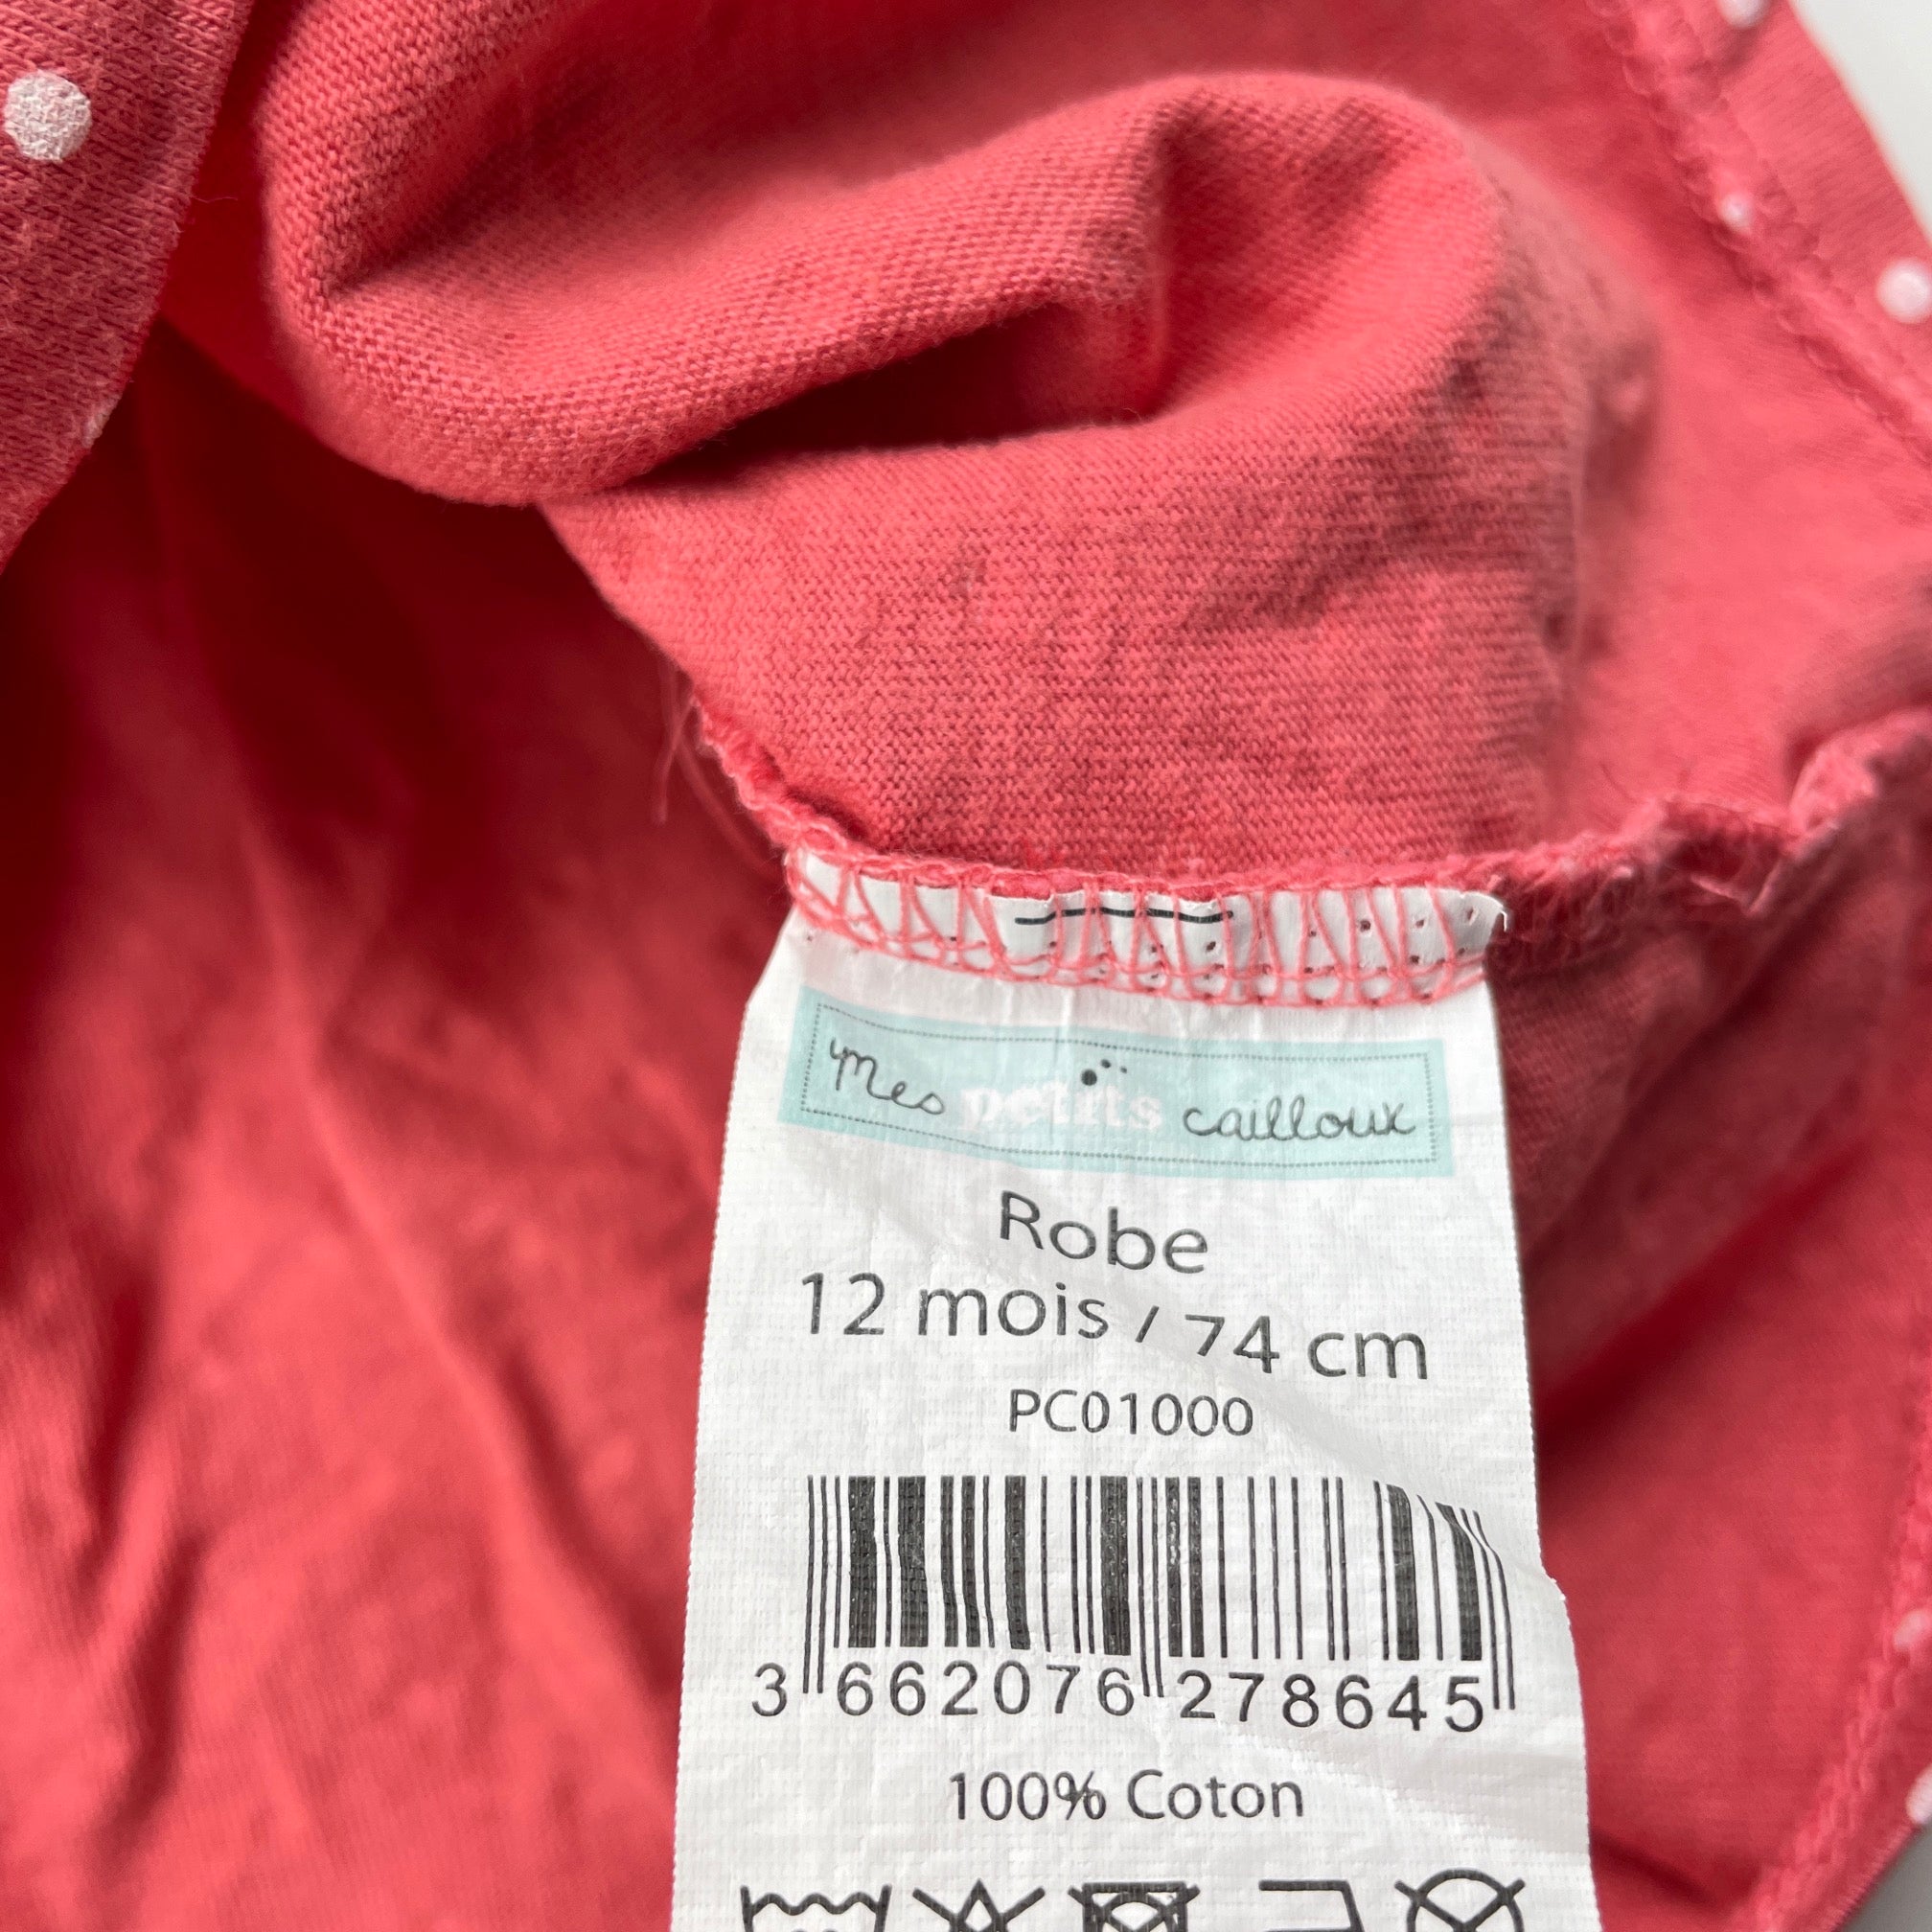 Mes petits cailloux
Robe
12 mois / 74 cm
PC01000
3 662076 278645
100% Coton